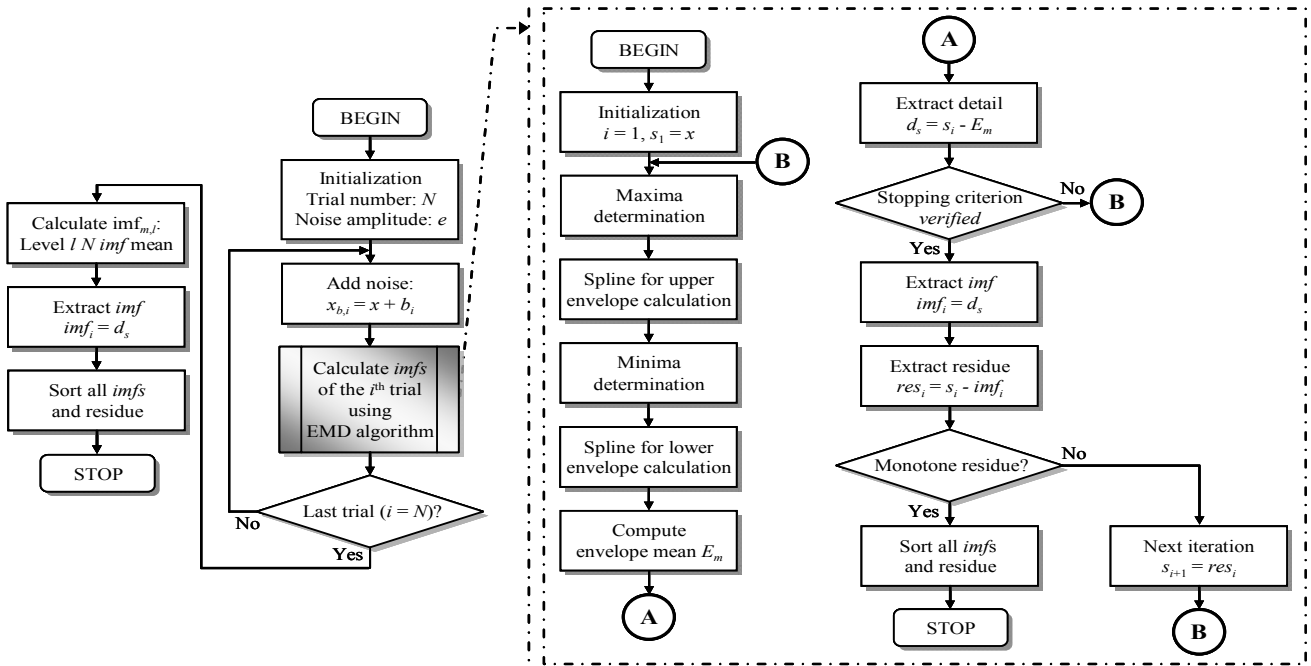 BEGIN
Initialization
Trial number: N
Noise amplitude: e
Add noise:
x_{b,i} = x + b_i
Calculate imfs
of the i^{th} trial
using
EMD algorithm
Last trial (i = N)?
No
Yes
Calculate imf_{m,l}:
Level l N imf mean
Extract imf
imf_i = d_s
Sort all imfs
and residue
STOP
BEGIN
Initialization
i = 1, s_1 = x
B
Maxima
determination
Spline for upper
envelope calculation
Minima
determination
Spline for lower
envelope calculation
Compute
envelope mean E_m
A
A
Extract detail
d_s = s_i - E_m
Stopping criterion
verified
No
B
Yes
Extract imf
imf_i = d_s
Extract residue
res_i = s_i - imf_i
Monotone residue?
No
Yes
Sort all imfs
and residue
STOP
Next iteration
s_{i+1} = res_i
B